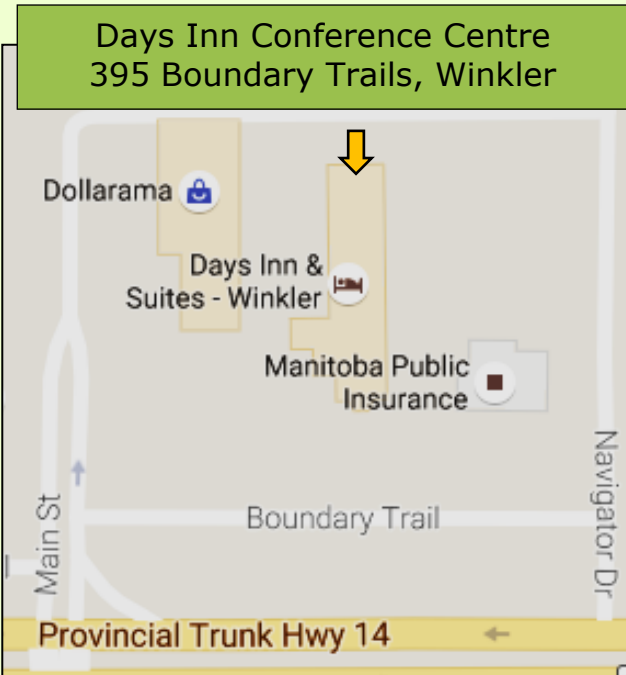 Days Inn Conference Centre
395 Boundary Trails, Winkler
Dollarama
Days Inn &
Suites - Winkler
Manitoba Public
Insurance
Navigator Dr
Main St
Boundary Trail
Provincial Trunk Hwy 14